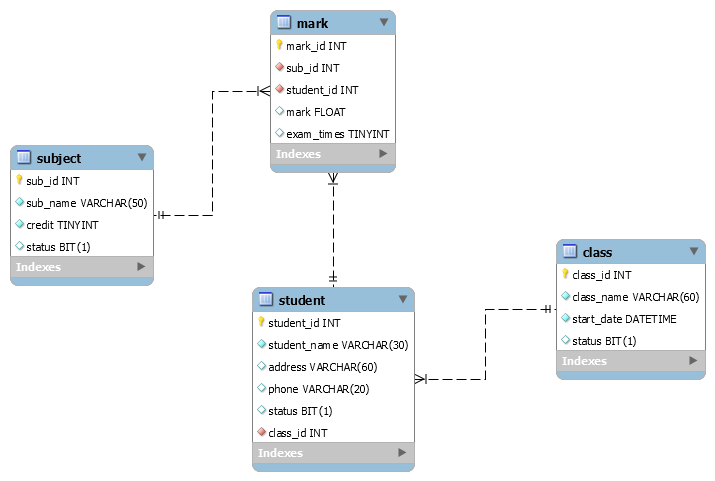 mark
mark_id INT
sub_id INT
student_id INT
mark FLOAT
exam_times TINYINT
Indexes
subject
sub_id INT
sub_name VARCHAR(50)
credit TINYINT
status BIT(1)
Indexes
student
student_id INT
student_name VARCHAR(30)
address VARCHAR(60)
phone VARCHAR(20)
status BIT(1)
class_id INT
Indexes
class
class_id INT
class_name VARCHAR(60)
start_date DATETIME
status BIT(1)
Indexes